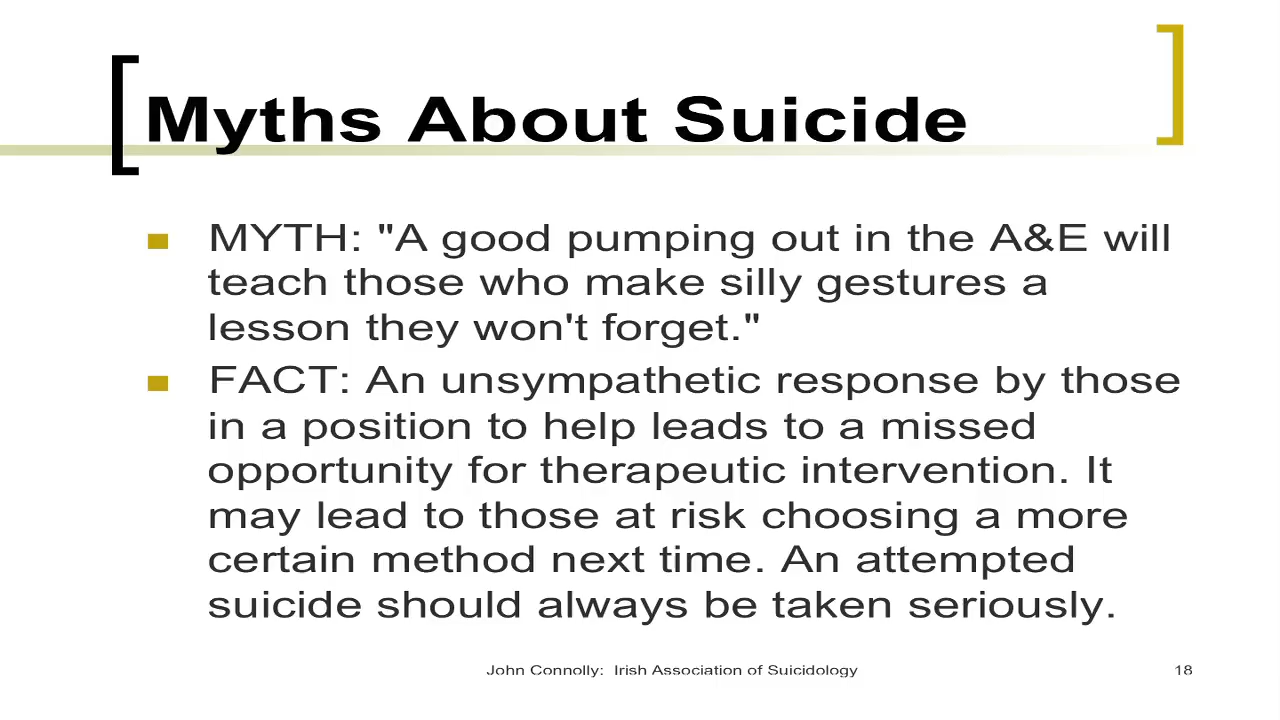 Myths About Suicide
MYTH: "A good pumping out in the A&E will
teach those who make silly gestures a
lesson they won't forget."
FACT: An unsympathetic response by those
in a position to help leads to a missed
opportunity for therapeutic intervention. It
may lead to those at risk choosing a more
certain method next time. An attempted
suicide should always be taken seriously.
John Connolly: Irish Association of Suicidology
18